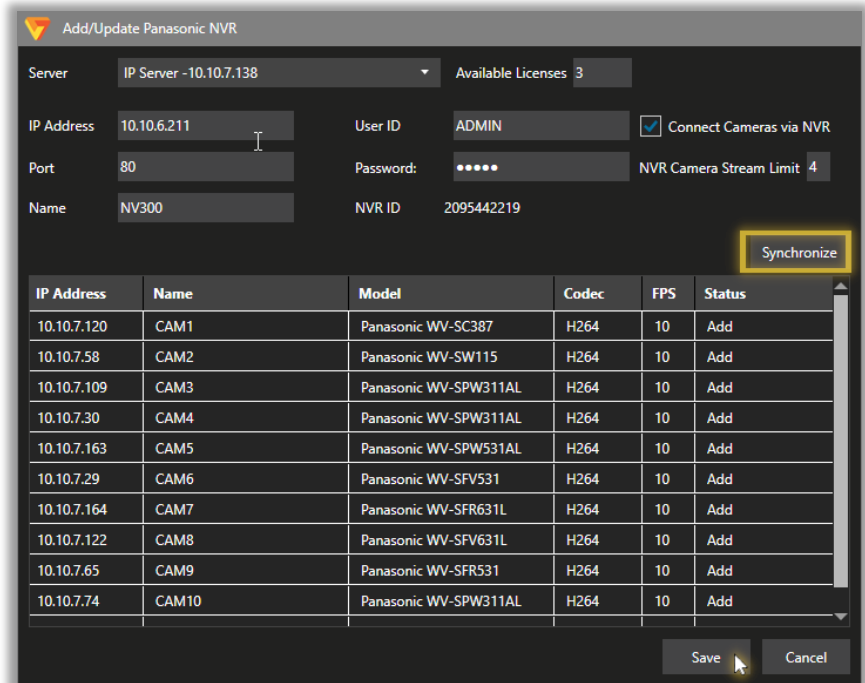 Add/Update Panasonic NVR
Server IP Server -10.10.7.138 Available Licenses 3
IP Address 10.10.6.211 User ID ADMIN Connect Cameras via NVR
Port 80 Password: ●●●●● NVR Camera Stream Limit 4
Name NV300 NVR ID 2095442219
Synchronize
IP Address Name Model Codec FPS Status
10.10.7.120 CAM1 Panasonic WV-SC387 H264 10 Add
10.10.7.58 CAM2 Panasonic WV-SW115 H264 10 Add
10.10.7.109 CAM3 Panasonic WV-SPW311AL H264 10 Add
10.10.7.30 CAM4 Panasonic WV-SPW311AL H264 10 Add
10.10.7.163 CAM5 Panasonic WV-SPW531AL H264 10 Add
10.10.7.29 CAM6 Panasonic WV-SFV531 H264 10 Add
10.10.7.164 CAM7 Panasonic WV-SFR631L H264 10 Add
10.10.7.122 CAM8 Panasonic WV-SFV631L H264 10 Add
10.10.7.65 CAM9 Panasonic WV-SFR531 H264 10 Add
10.10.7.74 CAM10 Panasonic WV-SPW311AL H264 10 Add
Save Cancel